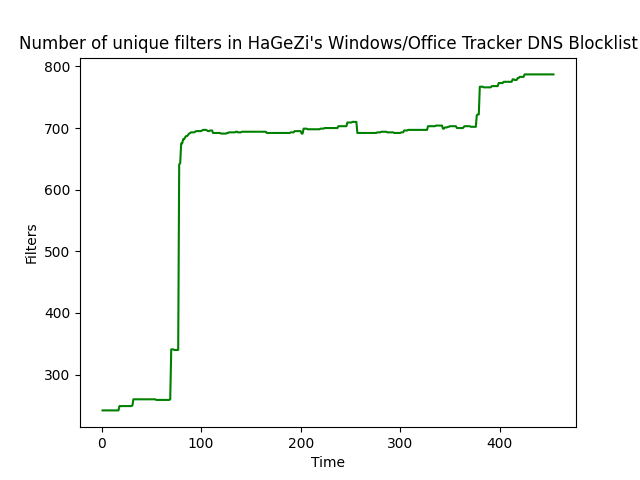 Number of unique filters in HaGeZi's Windows/Office Tracker DNS Blocklist
800
700
600
500
400
300
Filters
0 100 200 300 400
Time